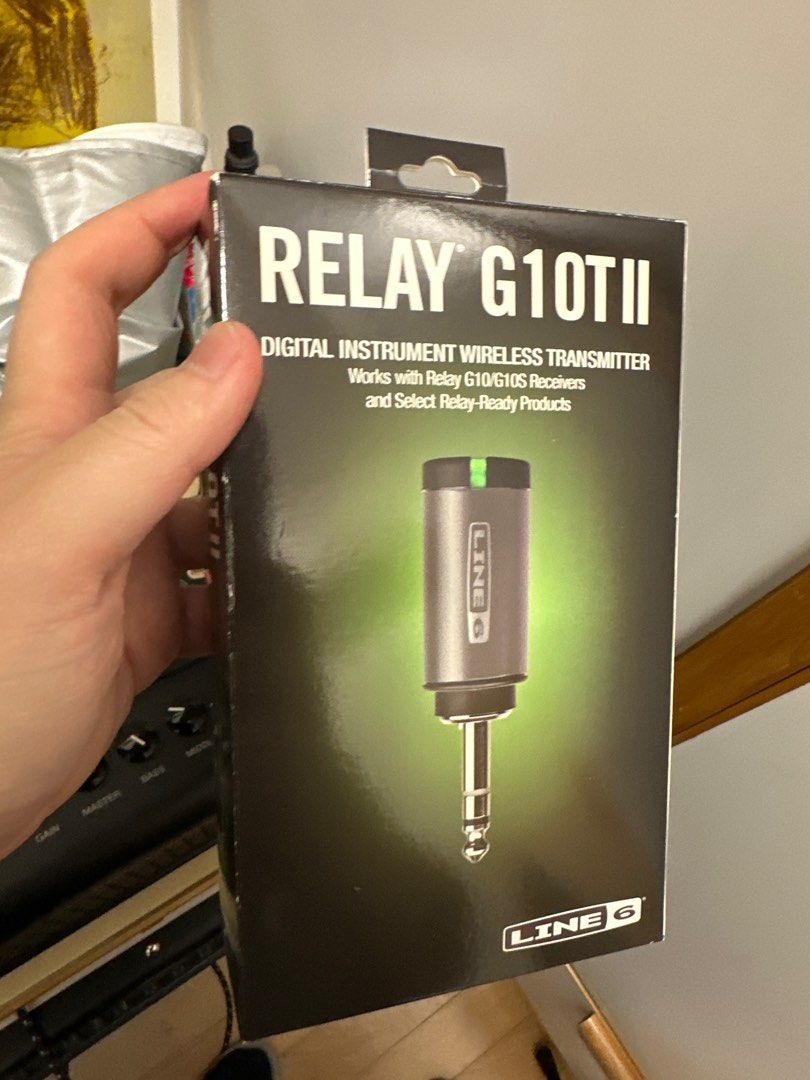 RELAY® G10TII
DIGITAL INSTRUMENT WIRELESS TRANSMITTER
Works with Relay G10/G10S Receivers
and Select Relay-Ready Products
LINE 6
LINE 6
GAIN
MASTER
BASS